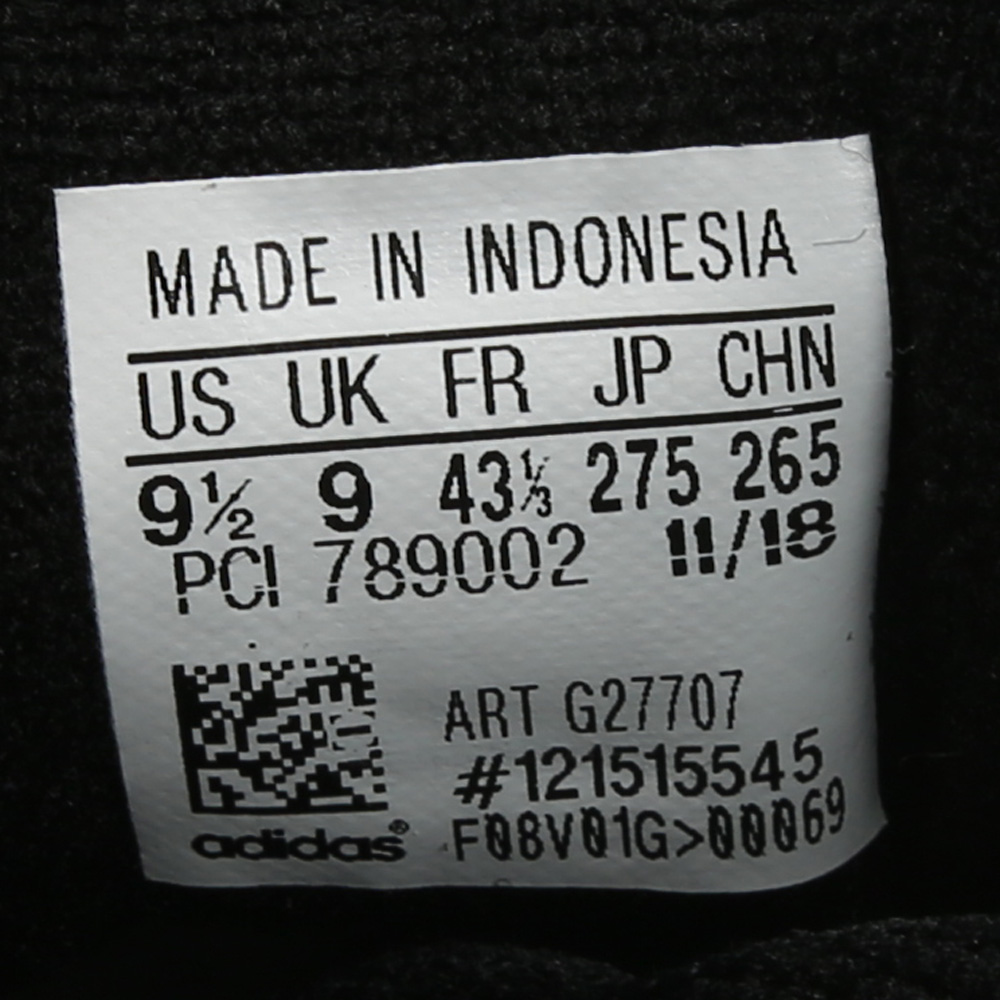 MADE IN INDONESIA
US UK FR JP CHN
9½ 9 43⅓ 275 265
PCI 789002 11/18
ART G27707
#121515545
adidas® F08V01G>00069